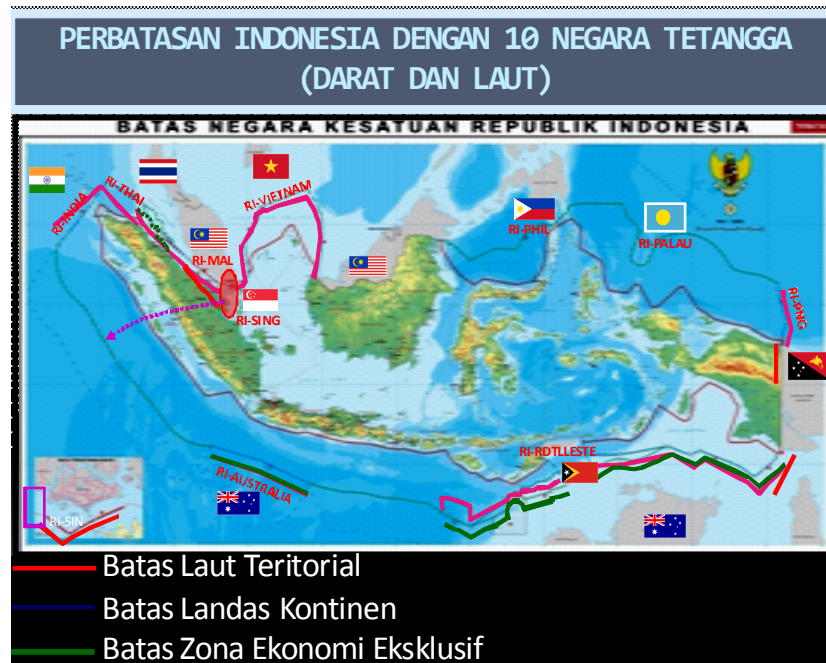 PERBATASAN INDONESIA DENGAN 10 NEGARA TETANGGA
(DARAT DAN LAUT)
BATAS NEGARA KESATUAN REPUBLIK INDONESIA
RI-INDIA
RI-THAI
RI-VIETNAM
RI-MAL
RI-SING
RI-PHIL
RI-PALAU
RI-PNG
RI-RDTLLESTE
RI-AUSTRALIA
RI-SIN
Batas Laut Teritorial
Batas Landas Kontinen
Batas Zona Ekonomi Eksklusif